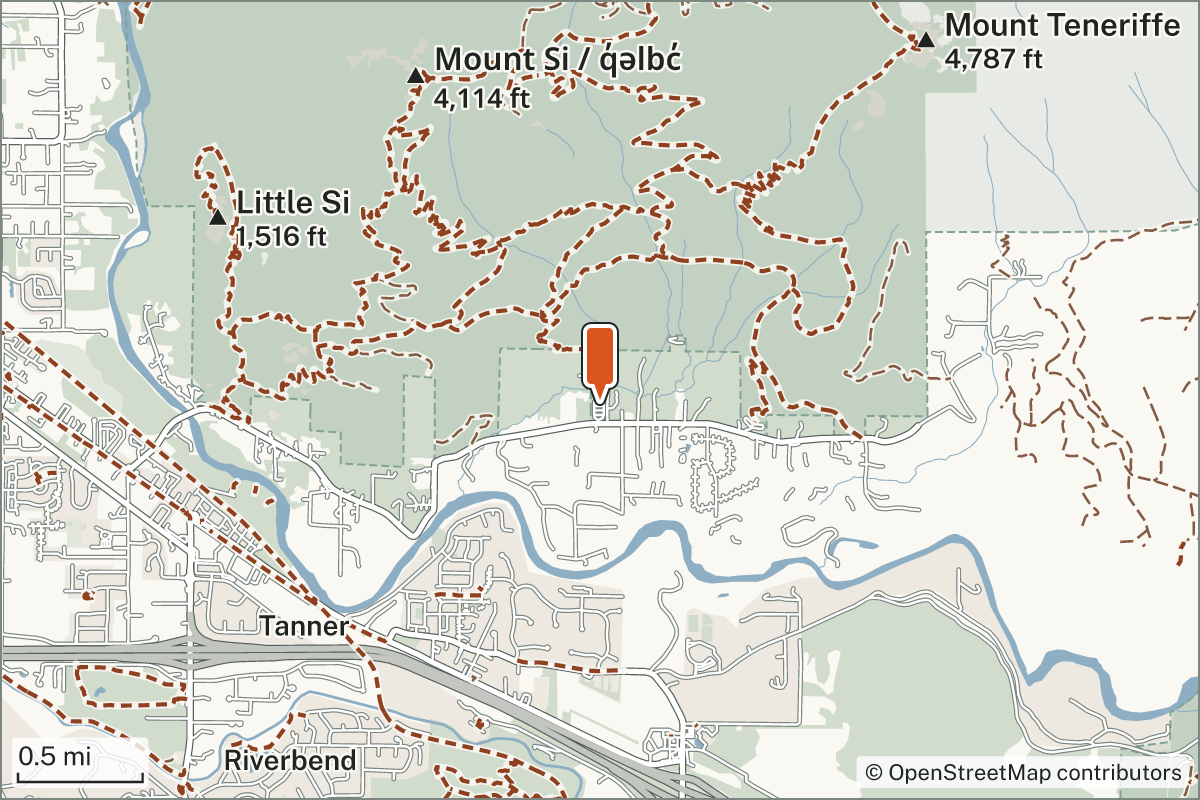 Mount Teneriffe
4,787 ft
Mount Si / q̓əlbc̓
4,114 ft
Little Si
1,516 ft
Tanner
Riverbend
0.5 mi
© OpenStreetMap contributors